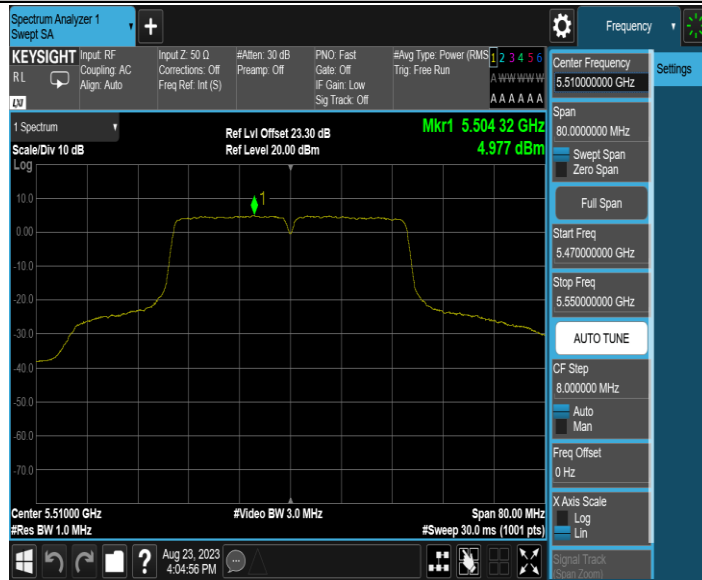 Spectrum Analyzer 1
Swept SA
Frequency
KEYSIGHT
RL
LXI
Input: RF
Coupling: AC
Align: Auto
Input Z: 50 Ω
Corrections: Off
Freq Ref: Int (S)
#Atten: 30 dB
Preamp: Off
PNO: Fast
Gate: Off
IF Gain: Low
Sig Track: Off
#Avg Type: Power (RMS
Trig: Free Run
1 2 3 4 5 6
A W W W W W
A A A A A A
1 Spectrum
Scale/Div 10 dB
Ref Lvl Offset 23.30 dB
Ref Level 20.00 dBm
Mkr1 5.504 32 GHz
4.977 dBm
Log
1
10.0
0.00
-10.0
-20.0
-30.0
-40.0
-50.0
-60.0
-70.0
Center 5.51000 GHz
#Res BW 1.0 MHz
#Video BW 3.0 MHz
Span 80.00 MHz
#Sweep 30.0 ms (1001 pts)
Aug 23, 2023
4:04:56 PM
Center Frequency
5.510000000 GHz
Span
80.0000000 MHz
Swept Span
Zero Span
Full Span
Start Freq
5.470000000 GHz
Stop Freq
5.550000000 GHz
AUTO TUNE
CF Step
8.000000 MHz
Auto
Man
Freq Offset
0 Hz
X Axis Scale
Log
Lin
Signal Track
(Span Zoom)
Settings